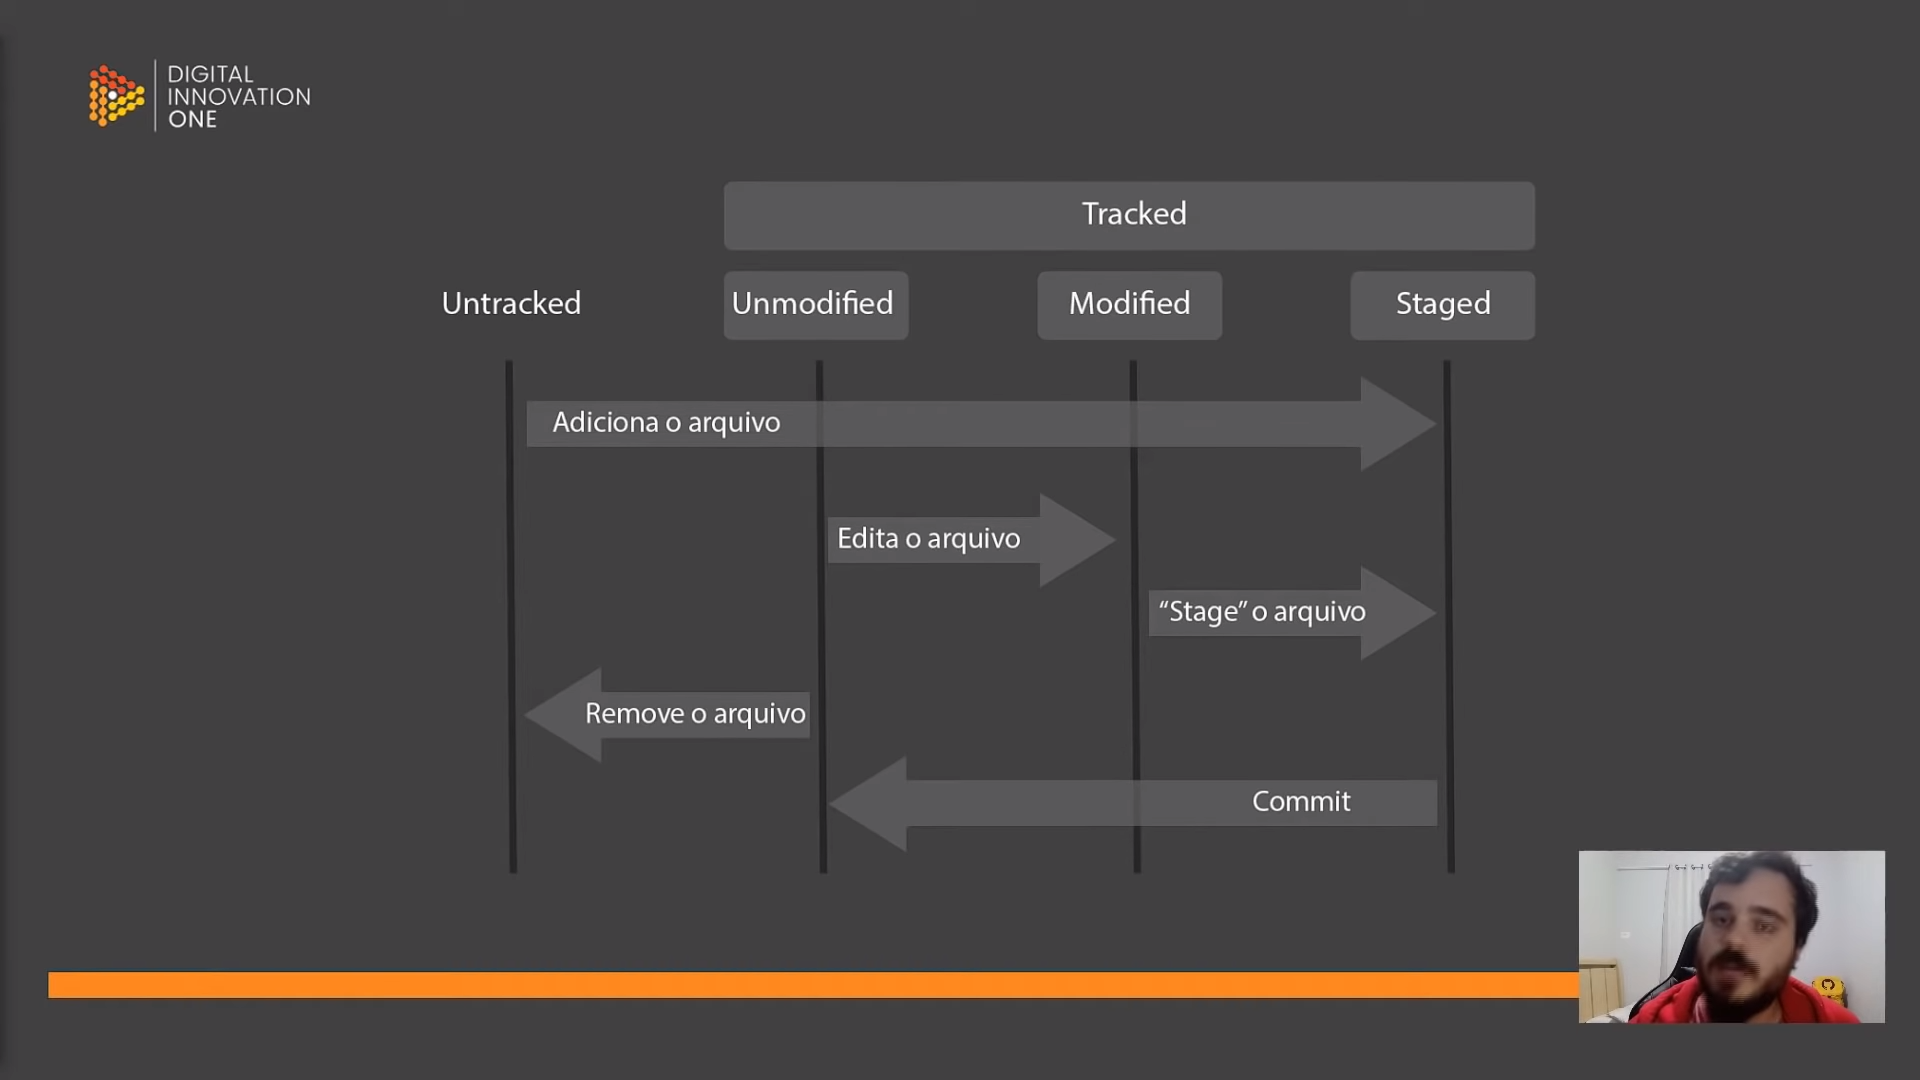 DIGITAL
INNOVATION
ONE
Tracked
Untracked
Unmodified
Modified
Staged
Adiciona o arquivo
Edita o arquivo
“Stage” o arquivo
Remove o arquivo
Commit